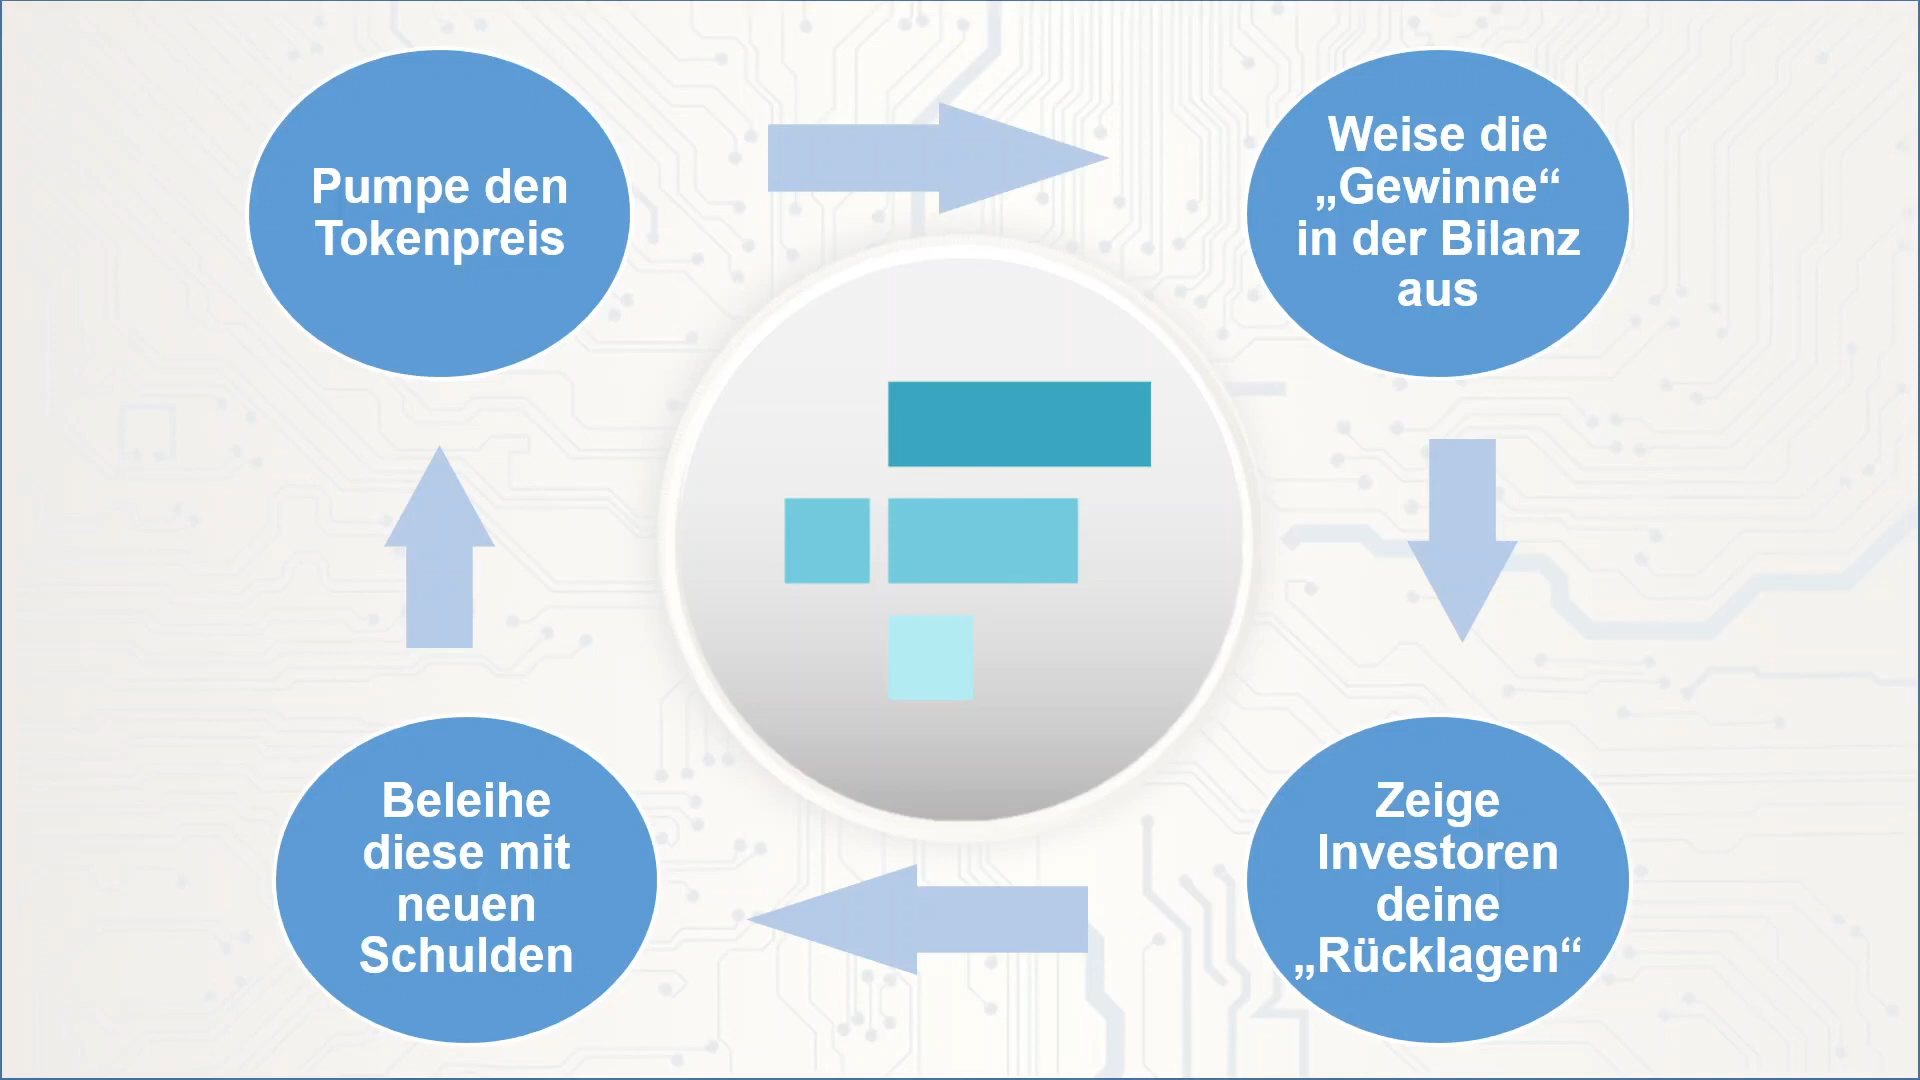 Pumpe den
Tokenpreis
Weise die
„Gewinne“
in der Bilanz
aus
Zeige
Investoren
deine
„Rücklagen“
Beleihe
diese mit
neuen
Schulden